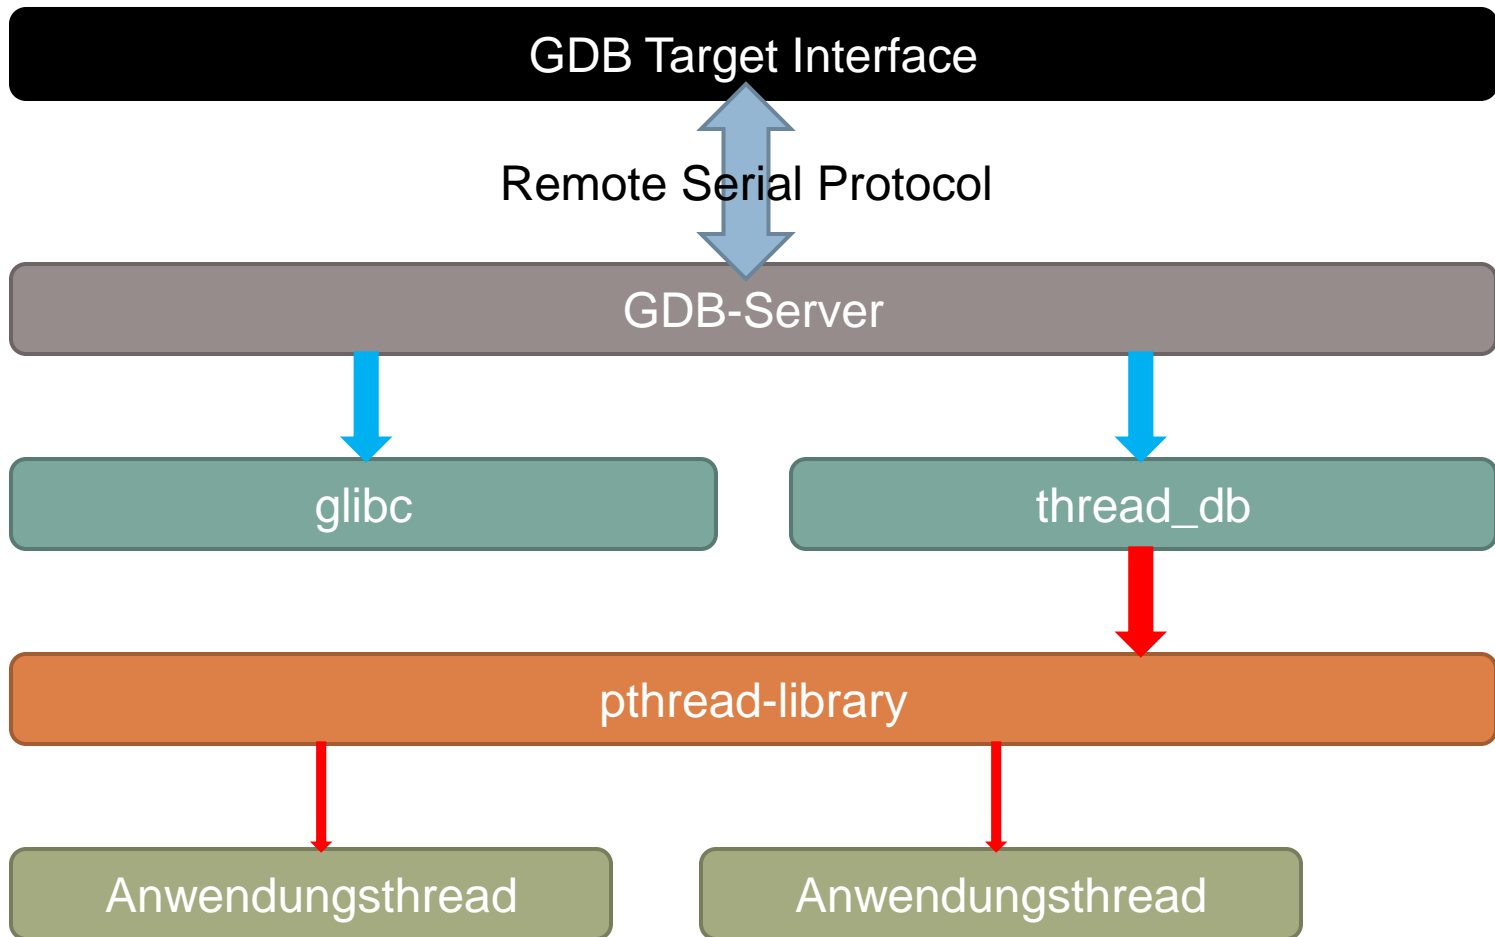 GDB Target Interface
Remote Serial Protocol
GDB-Server
glibc
thread_db
pthread-library
Anwendungsthread
Anwendungsthread